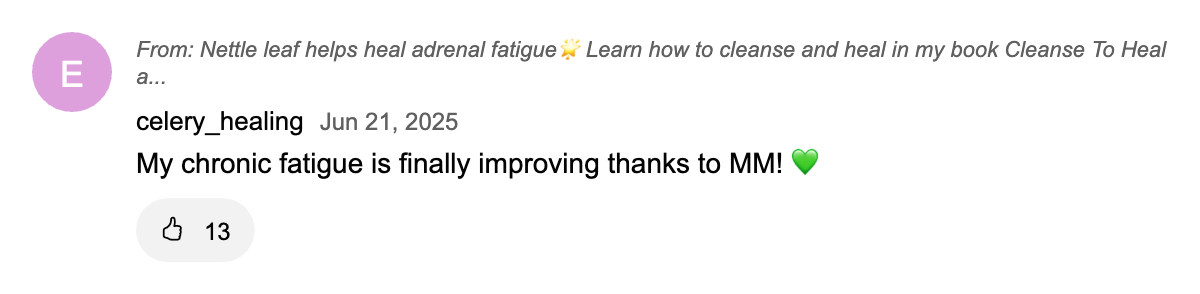 E
From: Nettle leaf helps heal adrenal fatigue🌟 Learn how to cleanse and heal in my book Cleanse To Heal
a...
celery_healing Jun 21, 2025
My chronic fatigue is finally improving thanks to MM! 💚
13